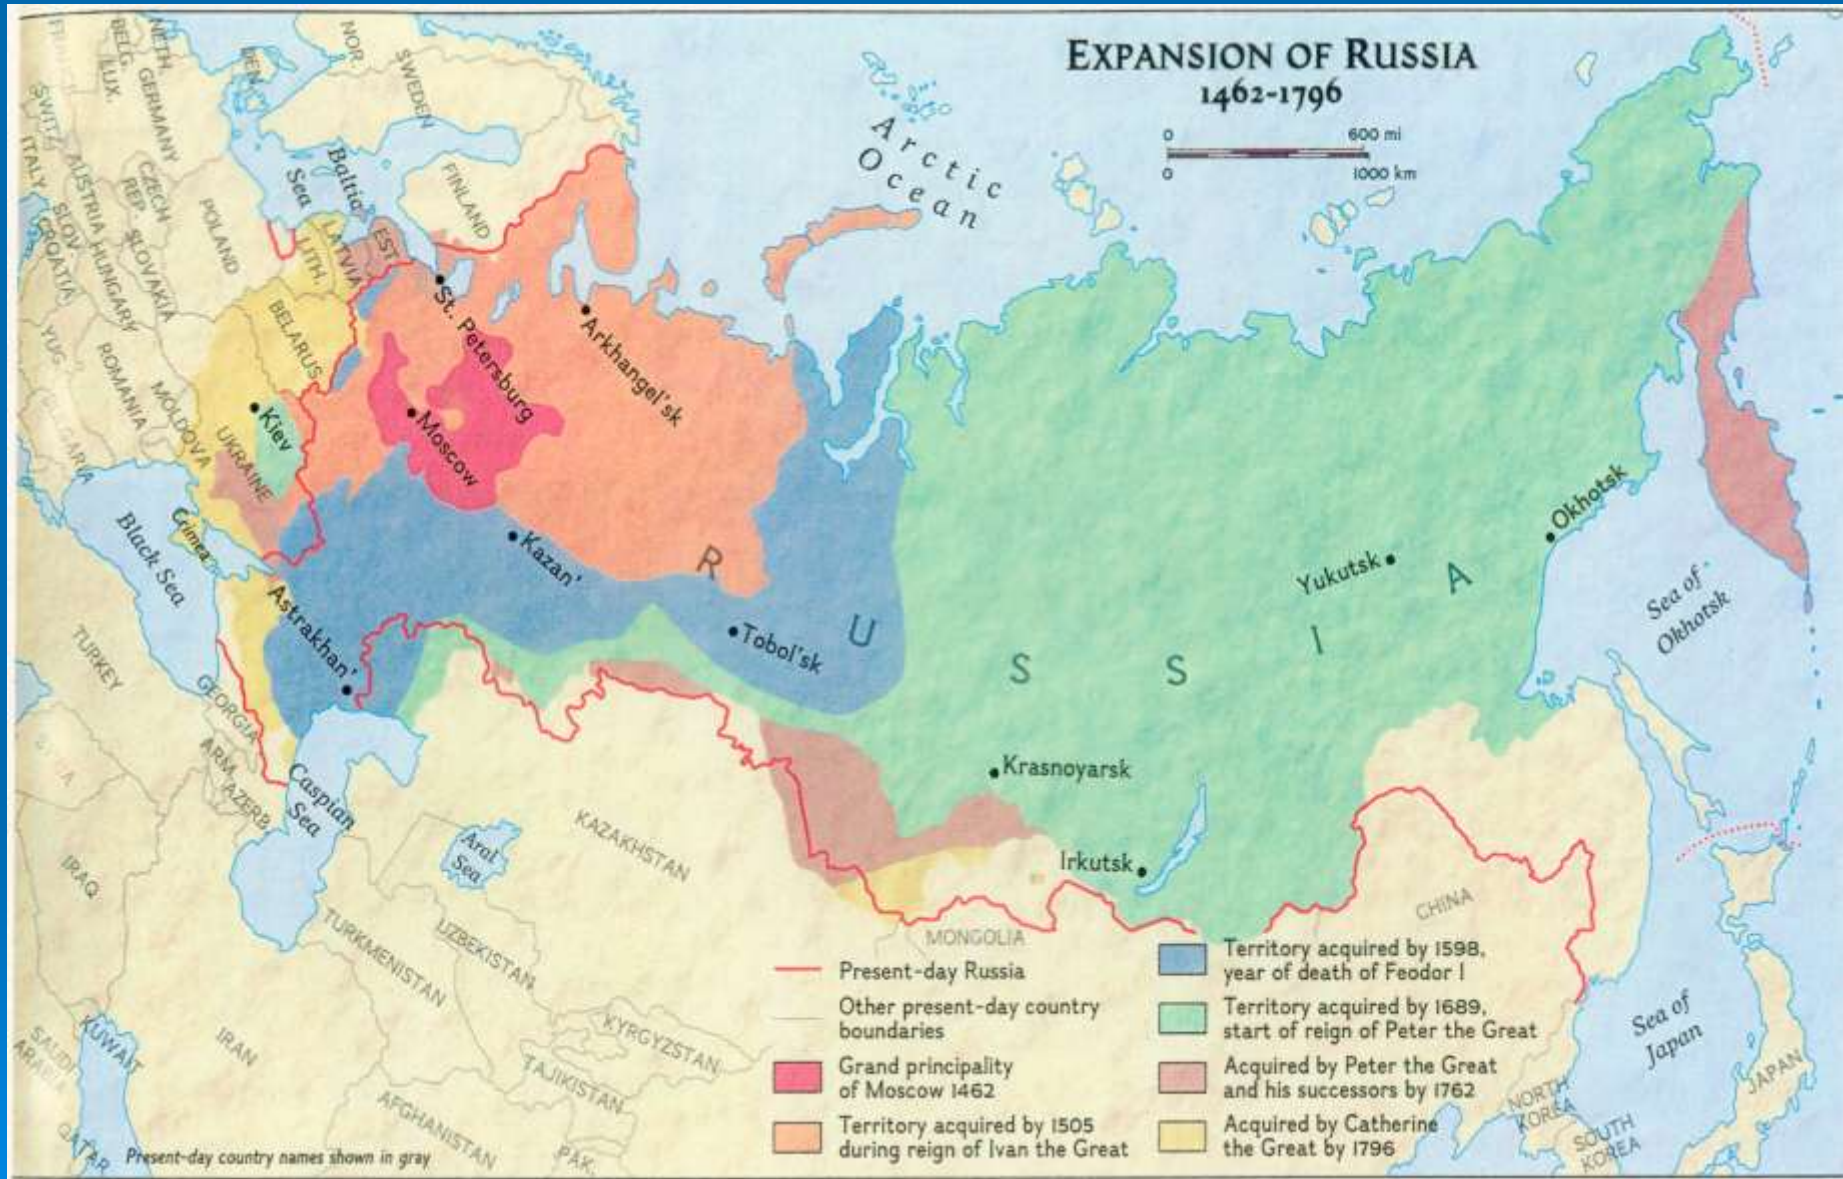 EXPANSION OF RUSSIA
1462-1796
0 600 mi
0 1000 km
Arctic
Ocean
NETH.
BELG.
LUX.
GERMANY
DEN.
NOR.
SWEDEN
FINLAND
SWITZ.
ITALY
AUSTRIA
CZECH
REP.
SLOVAKIA
POLAND
SLOV.
CROATIA
HUNGARY
Baltic
Sea
EST.
LATVIA
LITH.
BELARUS
YUG.
ROMANIA
MOLDOVA
UKRAINE
St. Petersburg
Arkhangel'sk
Moscow
Kiev
Kazan'
Tobol'sk
Astrakhan'
Crimea
Black Sea
R U S S I A
Yukutsk
Okhotsk
Sea of
Okhotsk
Krasnoyarsk
Irkutsk
TURKEY
GEORGIA
ARM.
AZERB.
Caspian
Sea
Aral
Sea
KAZAKHSTAN
UZBEKISTAN
TURKMENISTAN
KYRGYZSTAN
TAJIKISTAN
AFGHANISTAN
PAK.
IRAQ
IRAN
KUWAIT
SAUDI
ARABIA
QATAR
MONGOLIA
CHINA
NORTH
KOREA
SOUTH
KOREA
JAPAN
Sea of
Japan
Present-day Russia
Other present-day country
boundaries
Grand principality
of Moscow 1462
Territory acquired by 1505
during reign of Ivan the Great
Territory acquired by 1598,
year of death of Feodor I
Territory acquired by 1689,
start of reign of Peter the Great
Acquired by Peter the Great
and his successors by 1762
Acquired by Catherine
the Great by 1796
Present-day country names shown in gray